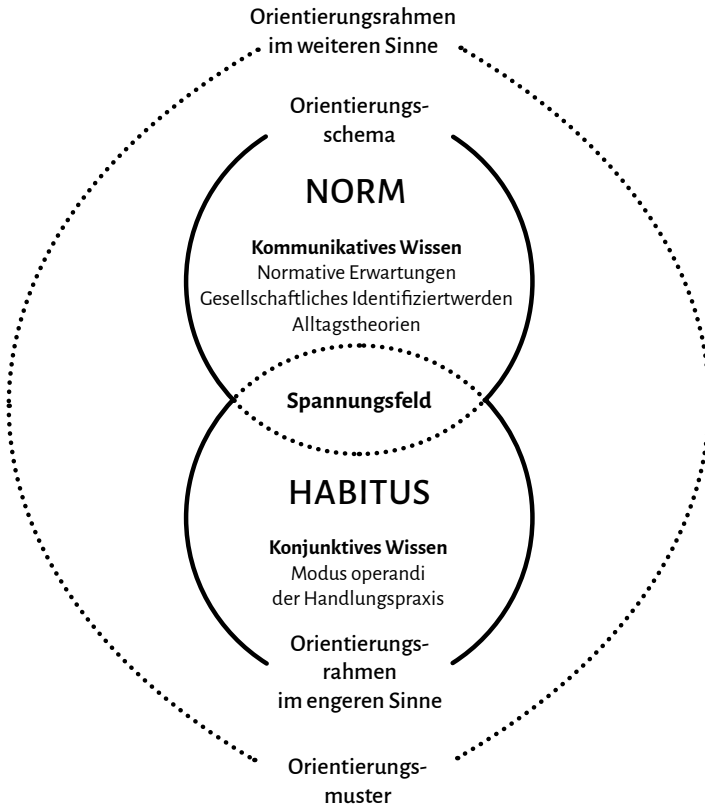 Orientierungsrahmen
im weiteren Sinne
Orientierungs-
schema
NORM
Kommunikatives Wissen
Normative Erwartungen
Gesellschaftliches Identifiziertwerden
Alltagstheorien
Spannungsfeld
HABITUS
Konjunktives Wissen
Modus operandi
der Handlungspraxis
Orientierungs-
rahmen
im engeren Sinne
Orientierungs-
muster